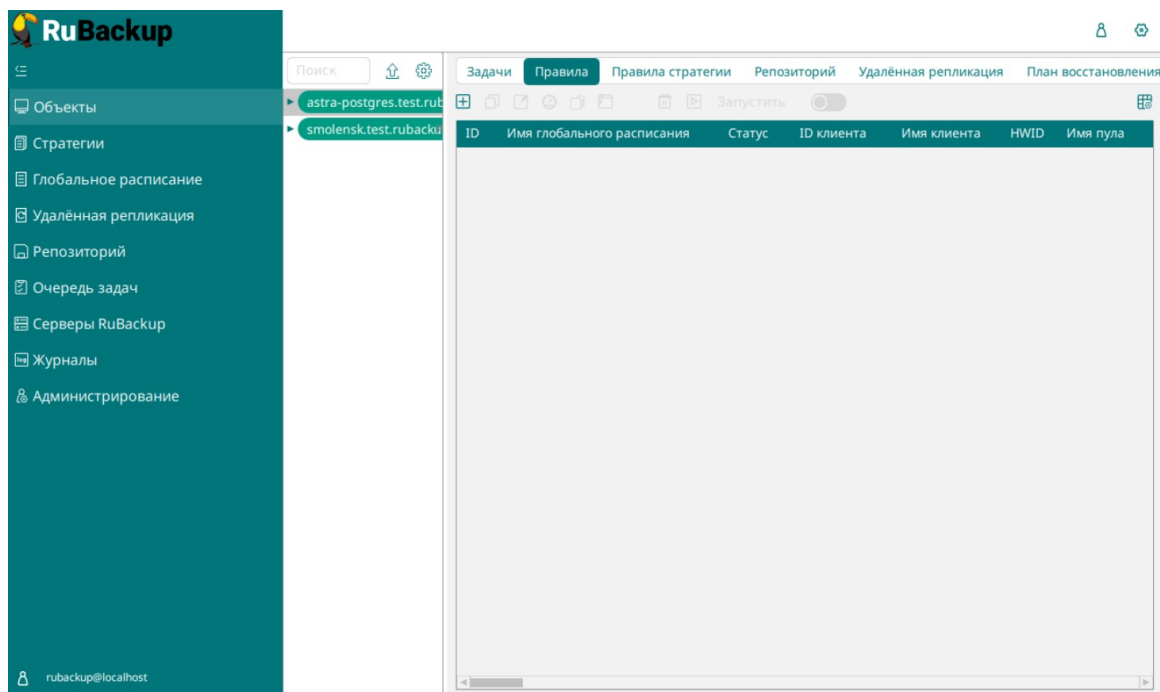 RuBackup
Поиск
Задачи Правила Правила стратегии Репозиторий Удалённая репликация План восстановления
Объекты
astra-postgres.test.rub
Запустить
Стратегии
smolensk.test.rubacku
ID Имя глобального расписания Статус ID клиента Имя клиента HWID Имя пула
Глобальное расписание
Удалённая репликация
Репозиторий
Очередь задач
Серверы RuBackup
log Журналы
Администрирование
rubackup@localhost